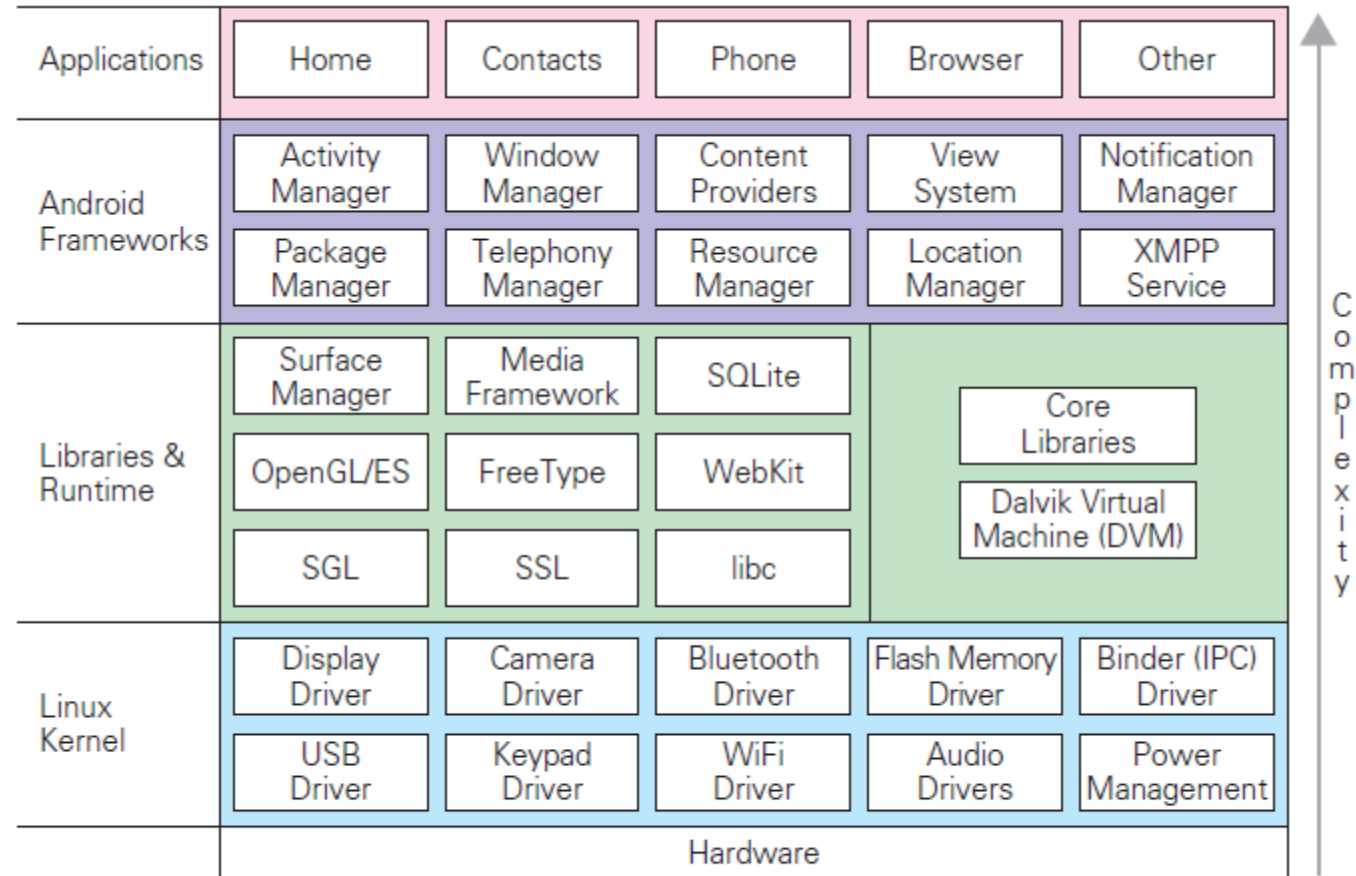 Applications
Home
Contacts
Phone
Browser
Other
Android
Frameworks
Activity
Manager
Window
Manager
Content
Providers
View
System
Notification
Manager
Package
Manager
Telephony
Manager
Resource
Manager
Location
Manager
XMPP
Service
Libraries &
Runtime
Surface
Manager
Media
Framework
SQLite
OpenGL/ES
FreeType
WebKit
SGL
SSL
libc
Core
Libraries
Dalvik Virtual
Machine (DVM)
Linux
Kernel
Display
Driver
Camera
Driver
Bluetooth
Driver
Flash Memory
Driver
Binder (IPC)
Driver
USB
Driver
Keypad
Driver
WiFi
Driver
Audio
Drivers
Power
Management
Hardware
Complexity